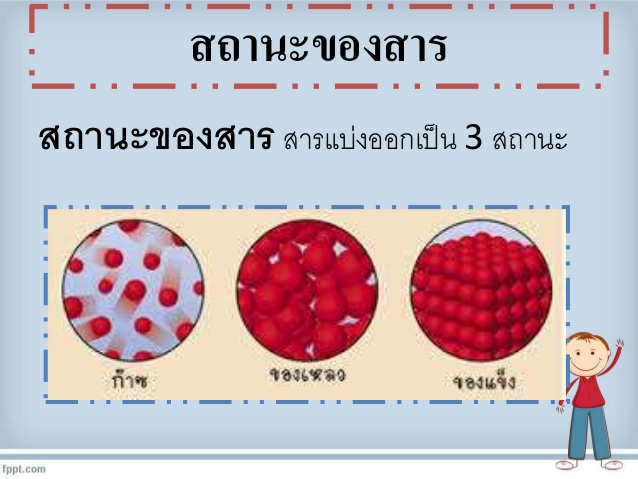 สถานะของสาร
สถานะของสาร สารแบ่งออกเป็น 3 สถานะ
ก๊าซ ของเหลว ของแข็ง
fppt.com